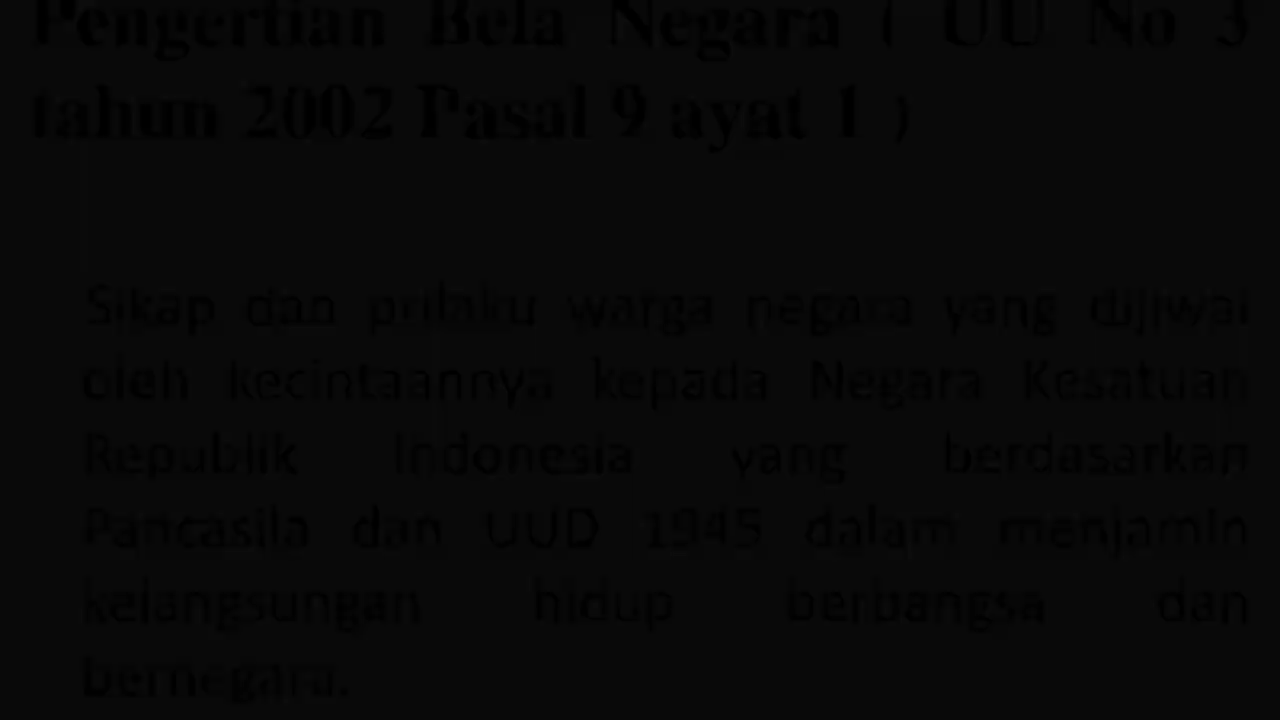 Pengertian Bela Negara ( UU No 3
tahun 2002 Pasal 9 ayat 1 )
Sikap dan prilaku warga negara yang dijiwai
oleh kecintaannya kepada Negara Kesatuan
Republik Indonesia yang berdasarkan
Pancasila dan UUD 1945 dalam menjamin
kelangsungan hidup berbangsa dan
bernegara.